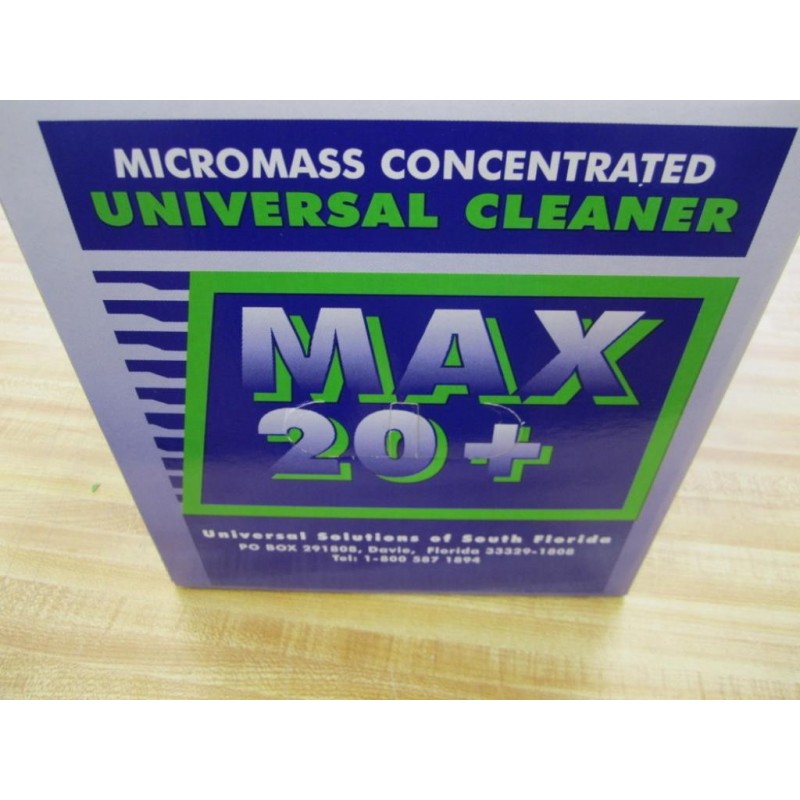 MICROMASS CONCENTRATED
UNIVERSAL CLEANER
MAX
20+
Universal Solutions of South Florida
PO BOX 291808, Davie, Florida 33329-1808
Tel: 1-800 587 1894